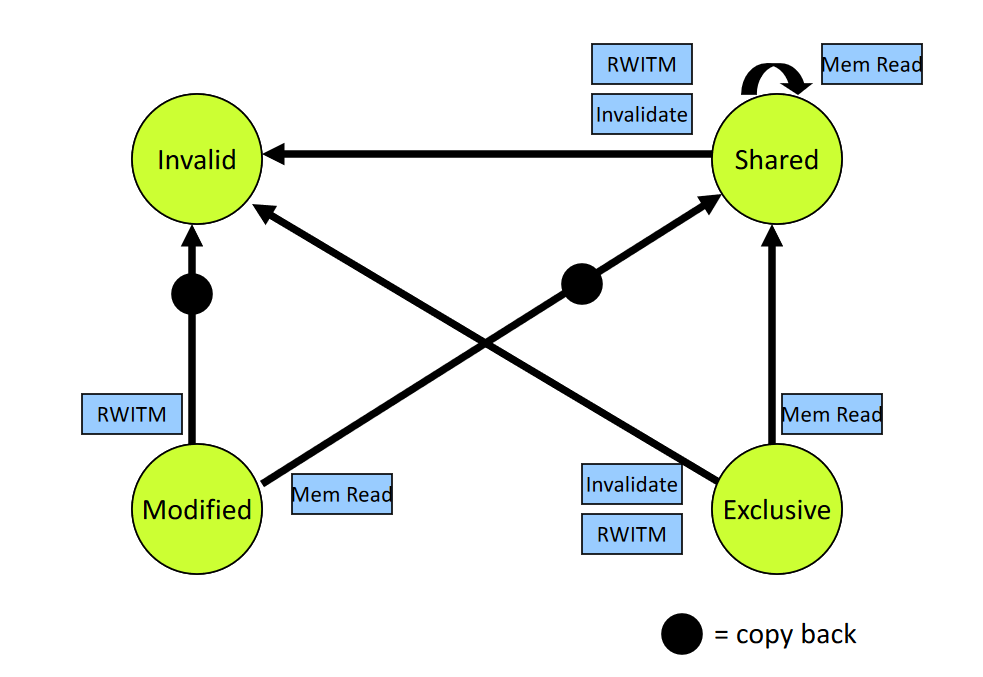 RWITM
Mem Read
Invalidate
Invalid
Shared
RWITM
Mem Read
Mem Read
Invalidate
Modified
Exclusive
RWITM
= copy back